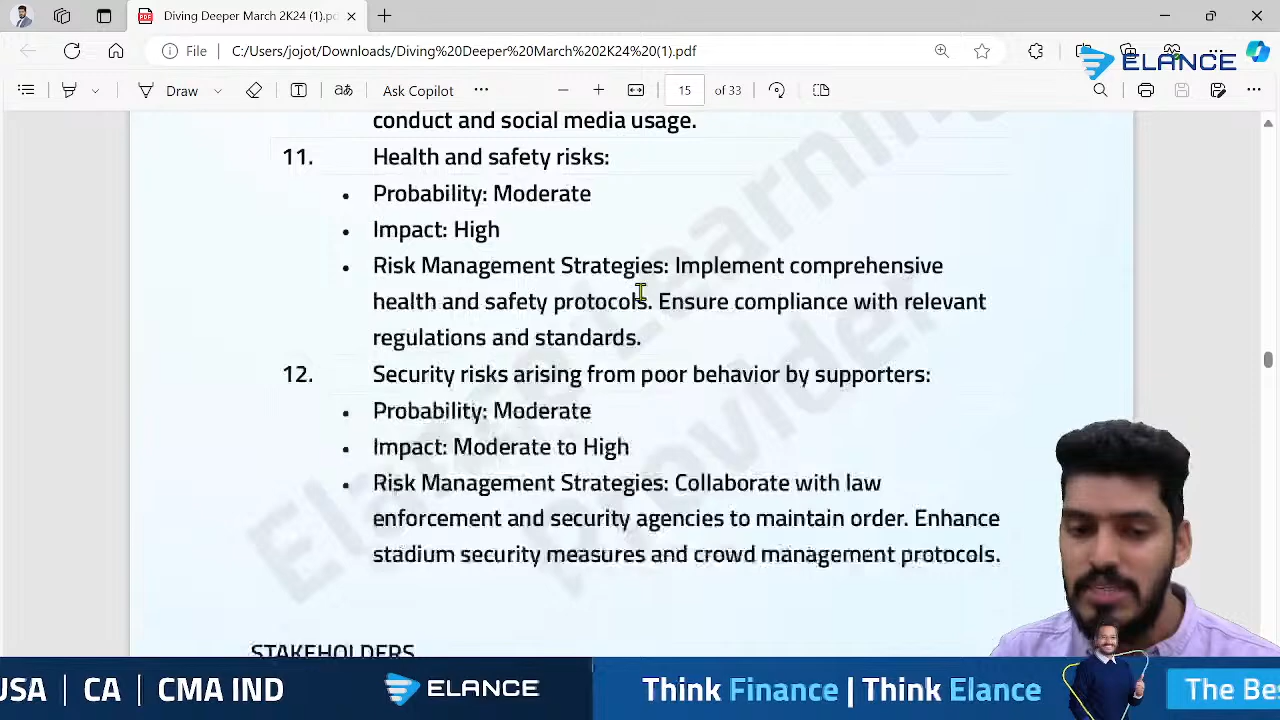 Diving Deeper March 2K24 (1).pd
File
C:/Users/jojot/Downloads/Diving%20Deeper%20March%202K24%20(1).pdf
ELANCE
Draw
Ask Copilot
15
of 33
conduct and social media usage.
11. Health and safety risks:
• Probability: Moderate
• Impact: High
• Risk Management Strategies: Implement comprehensive
health and safety protocols. Ensure compliance with relevant
regulations and standards.
12. Security risks arising from poor behavior by supporters:
• Probability: Moderate
• Impact: Moderate to High
• Risk Management Strategies: Collaborate with law
enforcement and security agencies to maintain order. Enhance
stadium security measures and crowd management protocols.
Elance Learning
Provider
STAKEHOLDERS
USA | CA | CMA IND
ELANCE
Think Finance | Think Elance
The Bes